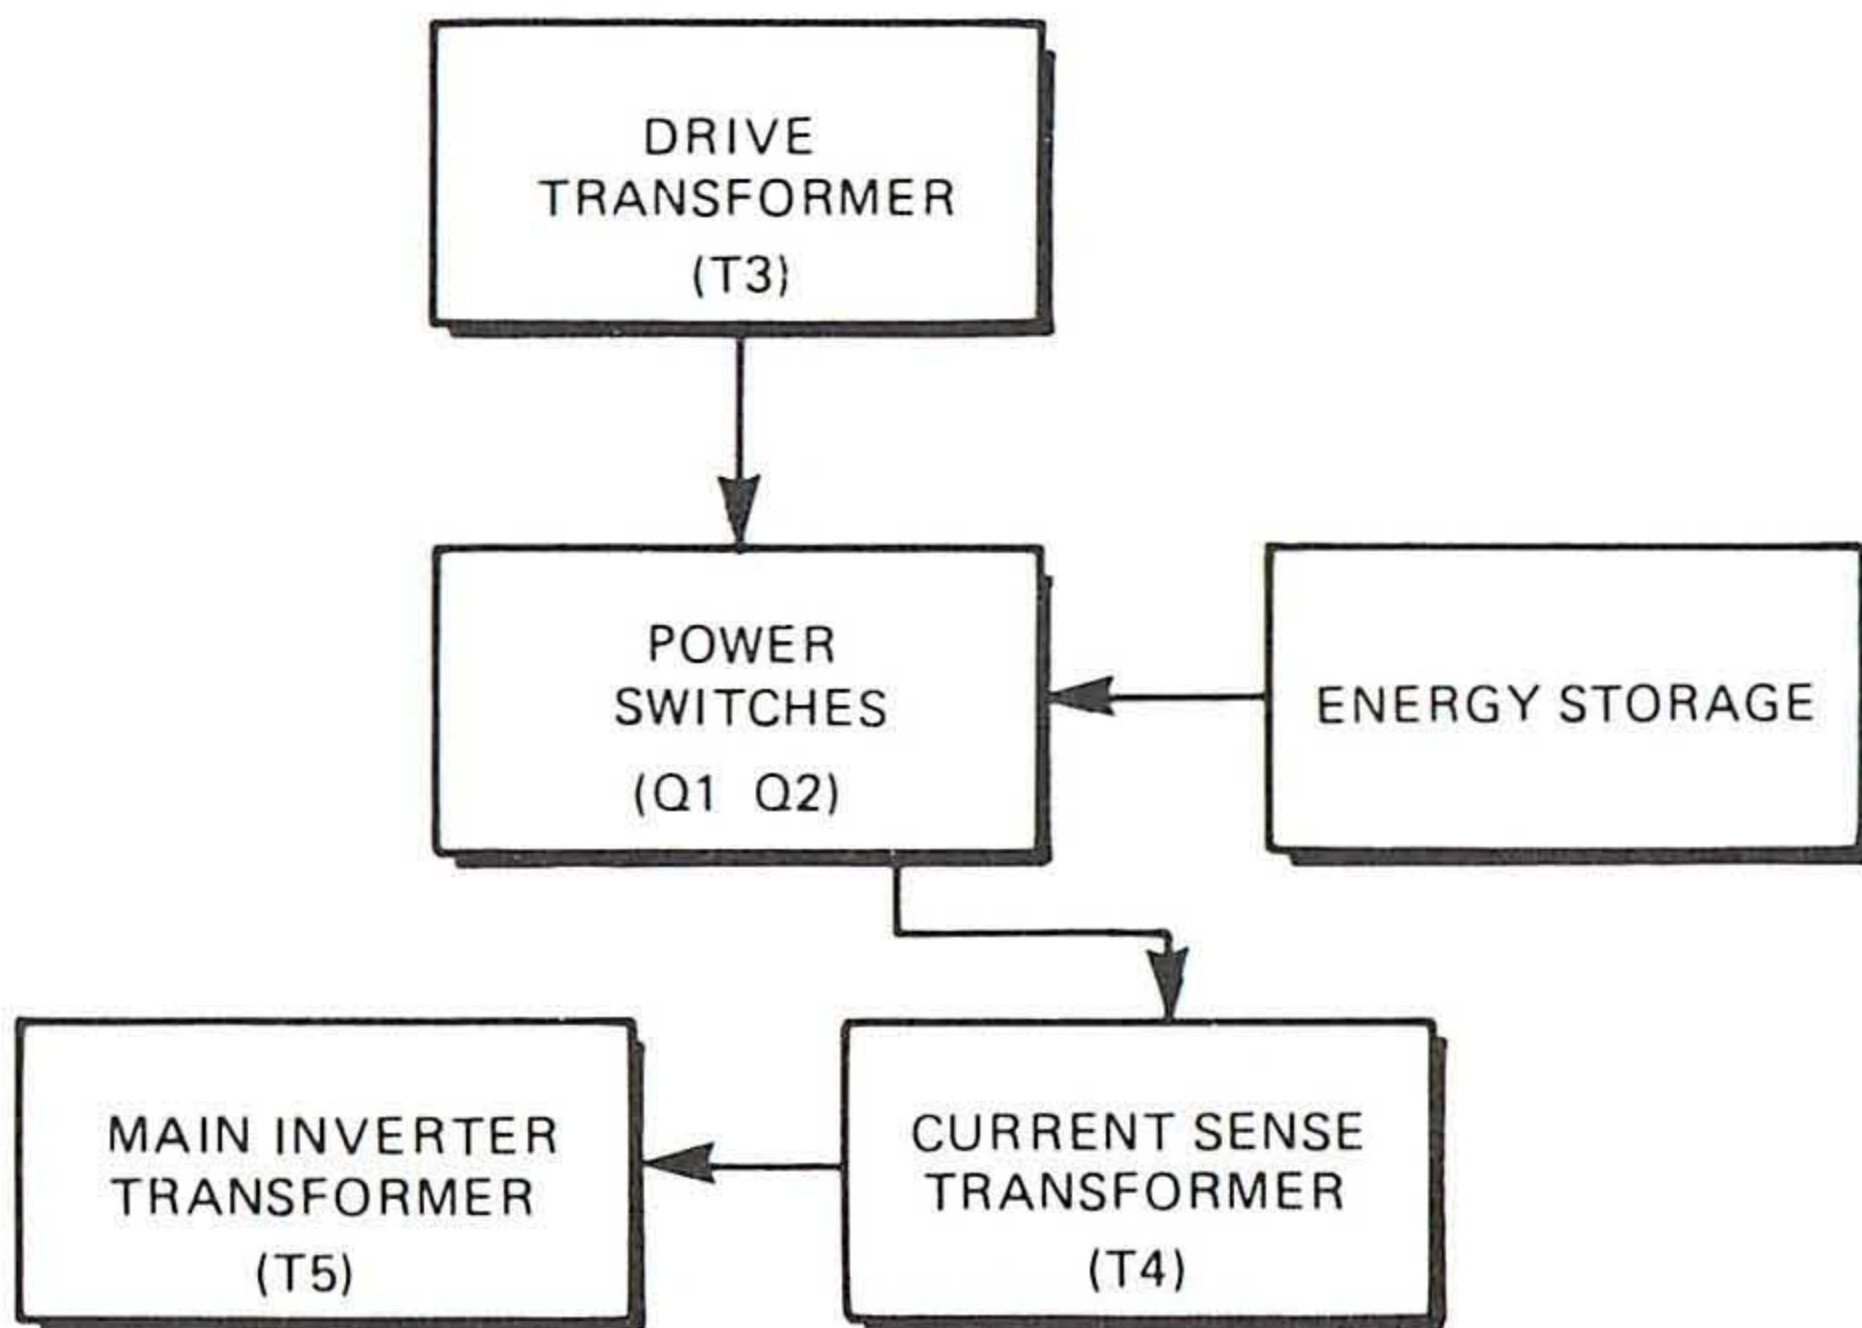 DRIVE
TRANSFORMER
(T3)
POWER
SWITCHES
(Q1 Q2)
ENERGY STORAGE
MAIN INVERTER
TRANSFORMER
(T5)
CURRENT SENSE
TRANSFORMER
(T4)